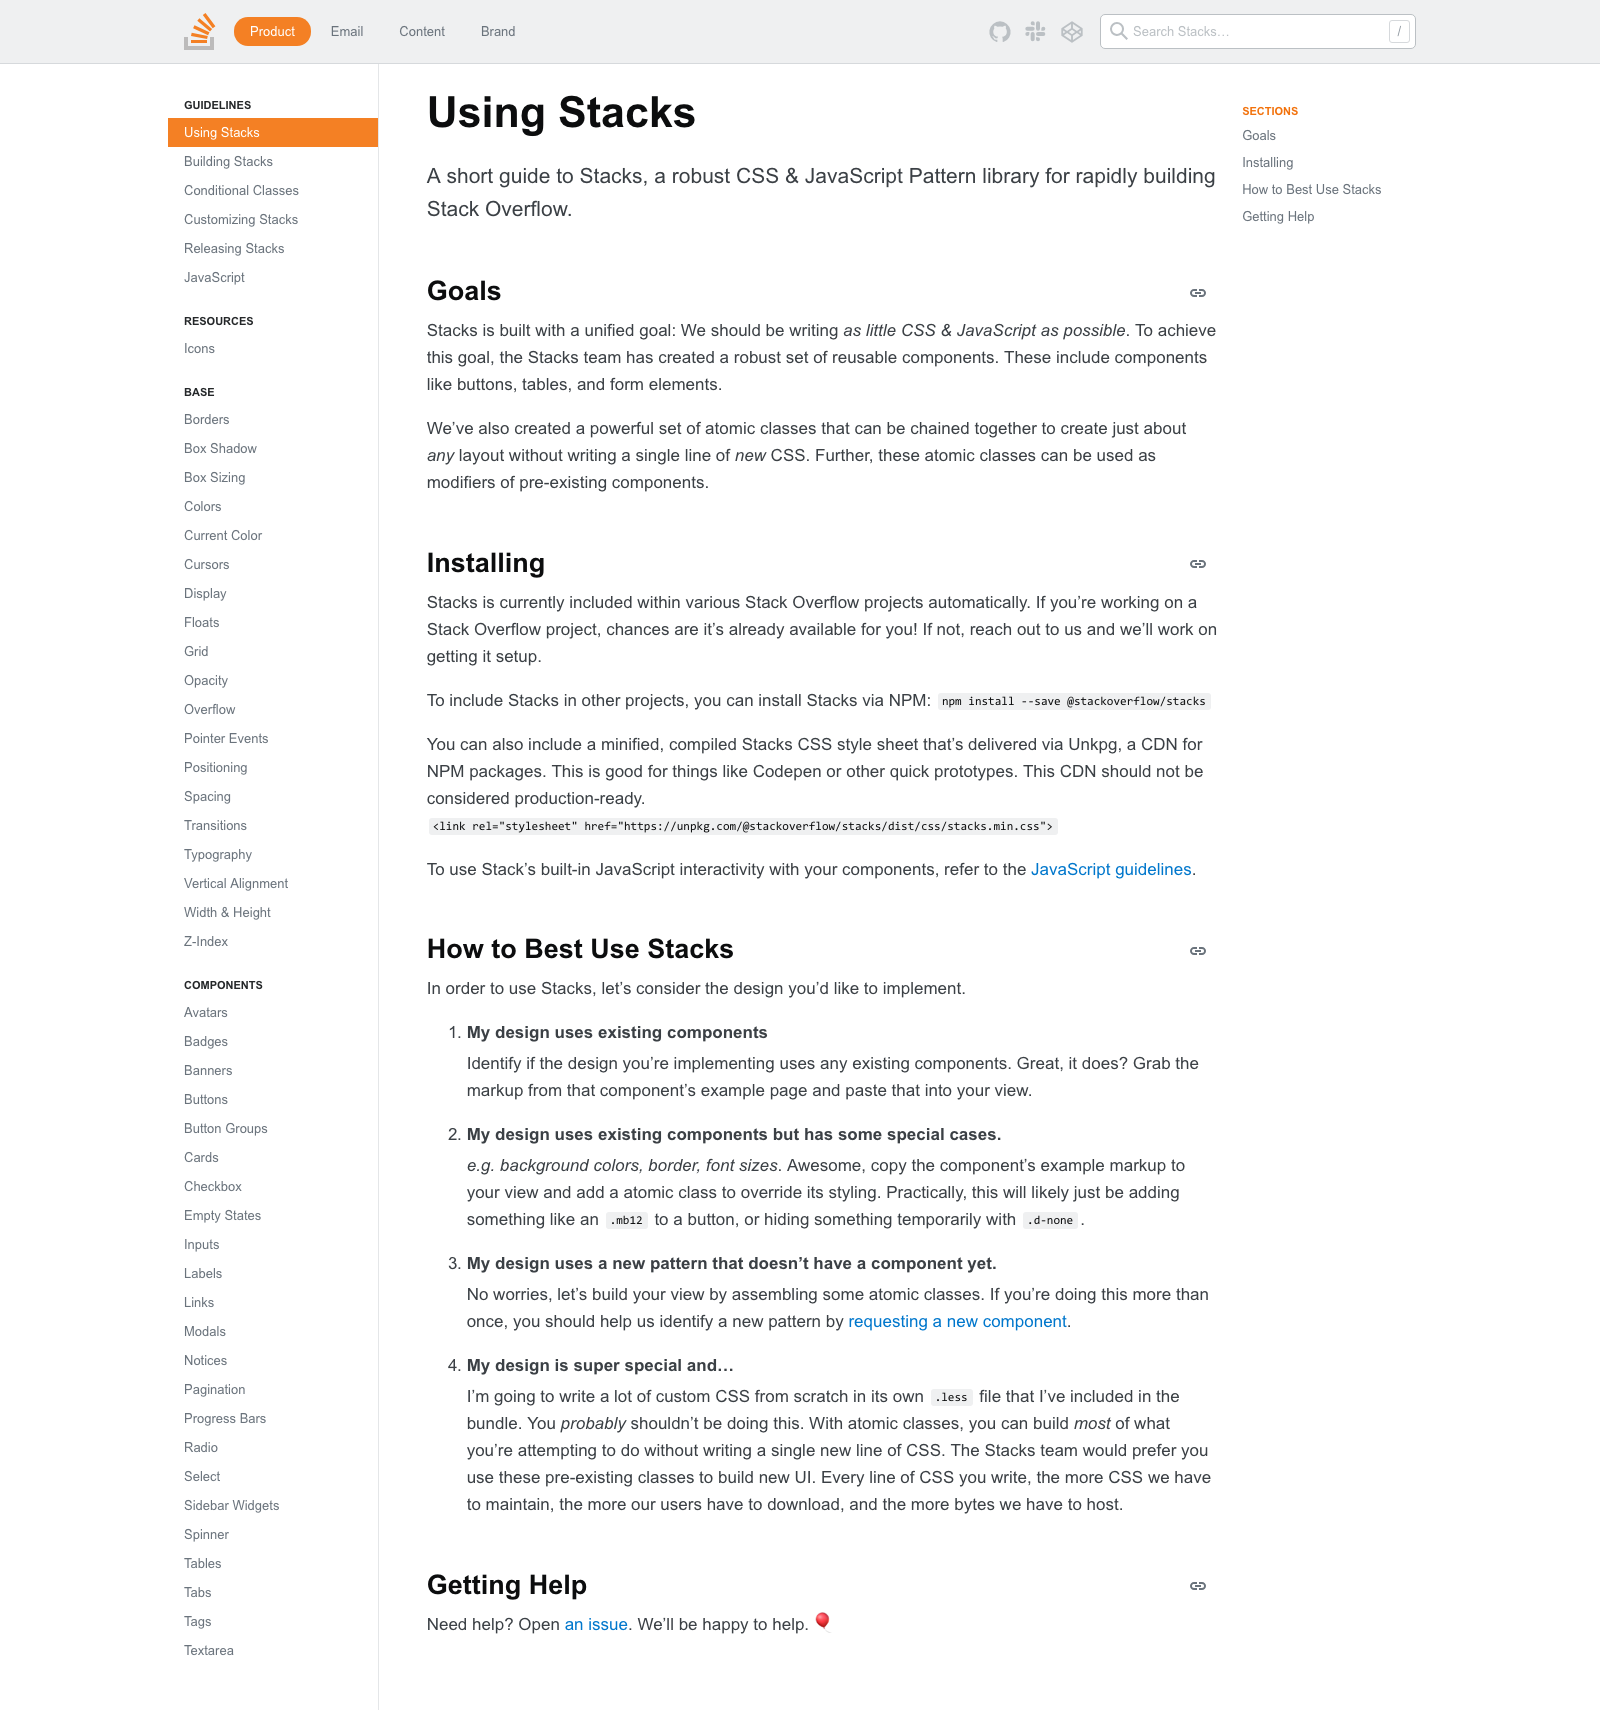 Product
Email
Content
Brand
Search Stacks…
/
GUIDELINES
Using Stacks
Building Stacks
Conditional Classes
Customizing Stacks
Releasing Stacks
JavaScript
RESOURCES
Icons
BASE
Borders
Box Shadow
Box Sizing
Colors
Current Color
Cursors
Display
Floats
Grid
Opacity
Overflow
Pointer Events
Positioning
Spacing
Transitions
Typography
Vertical Alignment
Width & Height
Z-Index
COMPONENTS
Avatars
Badges
Banners
Buttons
Button Groups
Cards
Checkbox
Empty States
Inputs
Labels
Links
Modals
Notices
Pagination
Progress Bars
Radio
Select
Sidebar Widgets
Spinner
Tables
Tabs
Tags
Textarea
Using Stacks
A short guide to Stacks, a robust CSS & JavaScript Pattern library for rapidly building
Stack Overflow.
Goals
Stacks is built with a unified goal: We should be writing as little CSS & JavaScript as possible. To achieve
this goal, the Stacks team has created a robust set of reusable components. These include components
like buttons, tables, and form elements.
We’ve also created a powerful set of atomic classes that can be chained together to create just about
any layout without writing a single line of new CSS. Further, these atomic classes can be used as
modifiers of pre-existing components.
Installing
Stacks is currently included within various Stack Overflow projects automatically. If you’re working on a
Stack Overflow project, chances are it’s already available for you! If not, reach out to us and we’ll work on
getting it setup.
To include Stacks in other projects, you can install Stacks via NPM: npm install --save @stackoverflow/stacks
You can also include a minified, compiled Stacks CSS style sheet that’s delivered via Unkpg, a CDN for
NPM packages. This is good for things like Codepen or other quick prototypes. This CDN should not be
considered production-ready.
<link rel="stylesheet" href="https://unpkg.com/@stackoverflow/stacks/dist/css/stacks.min.css">
To use Stack’s built-in JavaScript interactivity with your components, refer to the JavaScript guidelines.
How to Best Use Stacks
In order to use Stacks, let’s consider the design you’d like to implement.
1. My design uses existing components
Identify if the design you’re implementing uses any existing components. Great, it does? Grab the
markup from that component’s example page and paste that into your view.
2. My design uses existing components but has some special cases.
e.g. background colors, border, font sizes. Awesome, copy the component’s example markup to
your view and add a atomic class to override its styling. Practically, this will likely just be adding
something like an .mb12 to a button, or hiding something temporarily with .d-none .
3. My design uses a new pattern that doesn’t have a component yet.
No worries, let’s build your view by assembling some atomic classes. If you’re doing this more than
once, you should help us identify a new pattern by requesting a new component.
4. My design is super special and…
I’m going to write a lot of custom CSS from scratch in its own .less file that I’ve included in the
bundle. You probably shouldn’t be doing this. With atomic classes, you can build most of what
you’re attempting to do without writing a single new line of CSS. The Stacks team would prefer you
use these pre-existing classes to build new UI. Every line of CSS you write, the more CSS we have
to maintain, the more our users have to download, and the more bytes we have to host.
Getting Help
Need help? Open an issue. We’ll be happy to help. 🎈
SECTIONS
Goals
Installing
How to Best Use Stacks
Getting Help